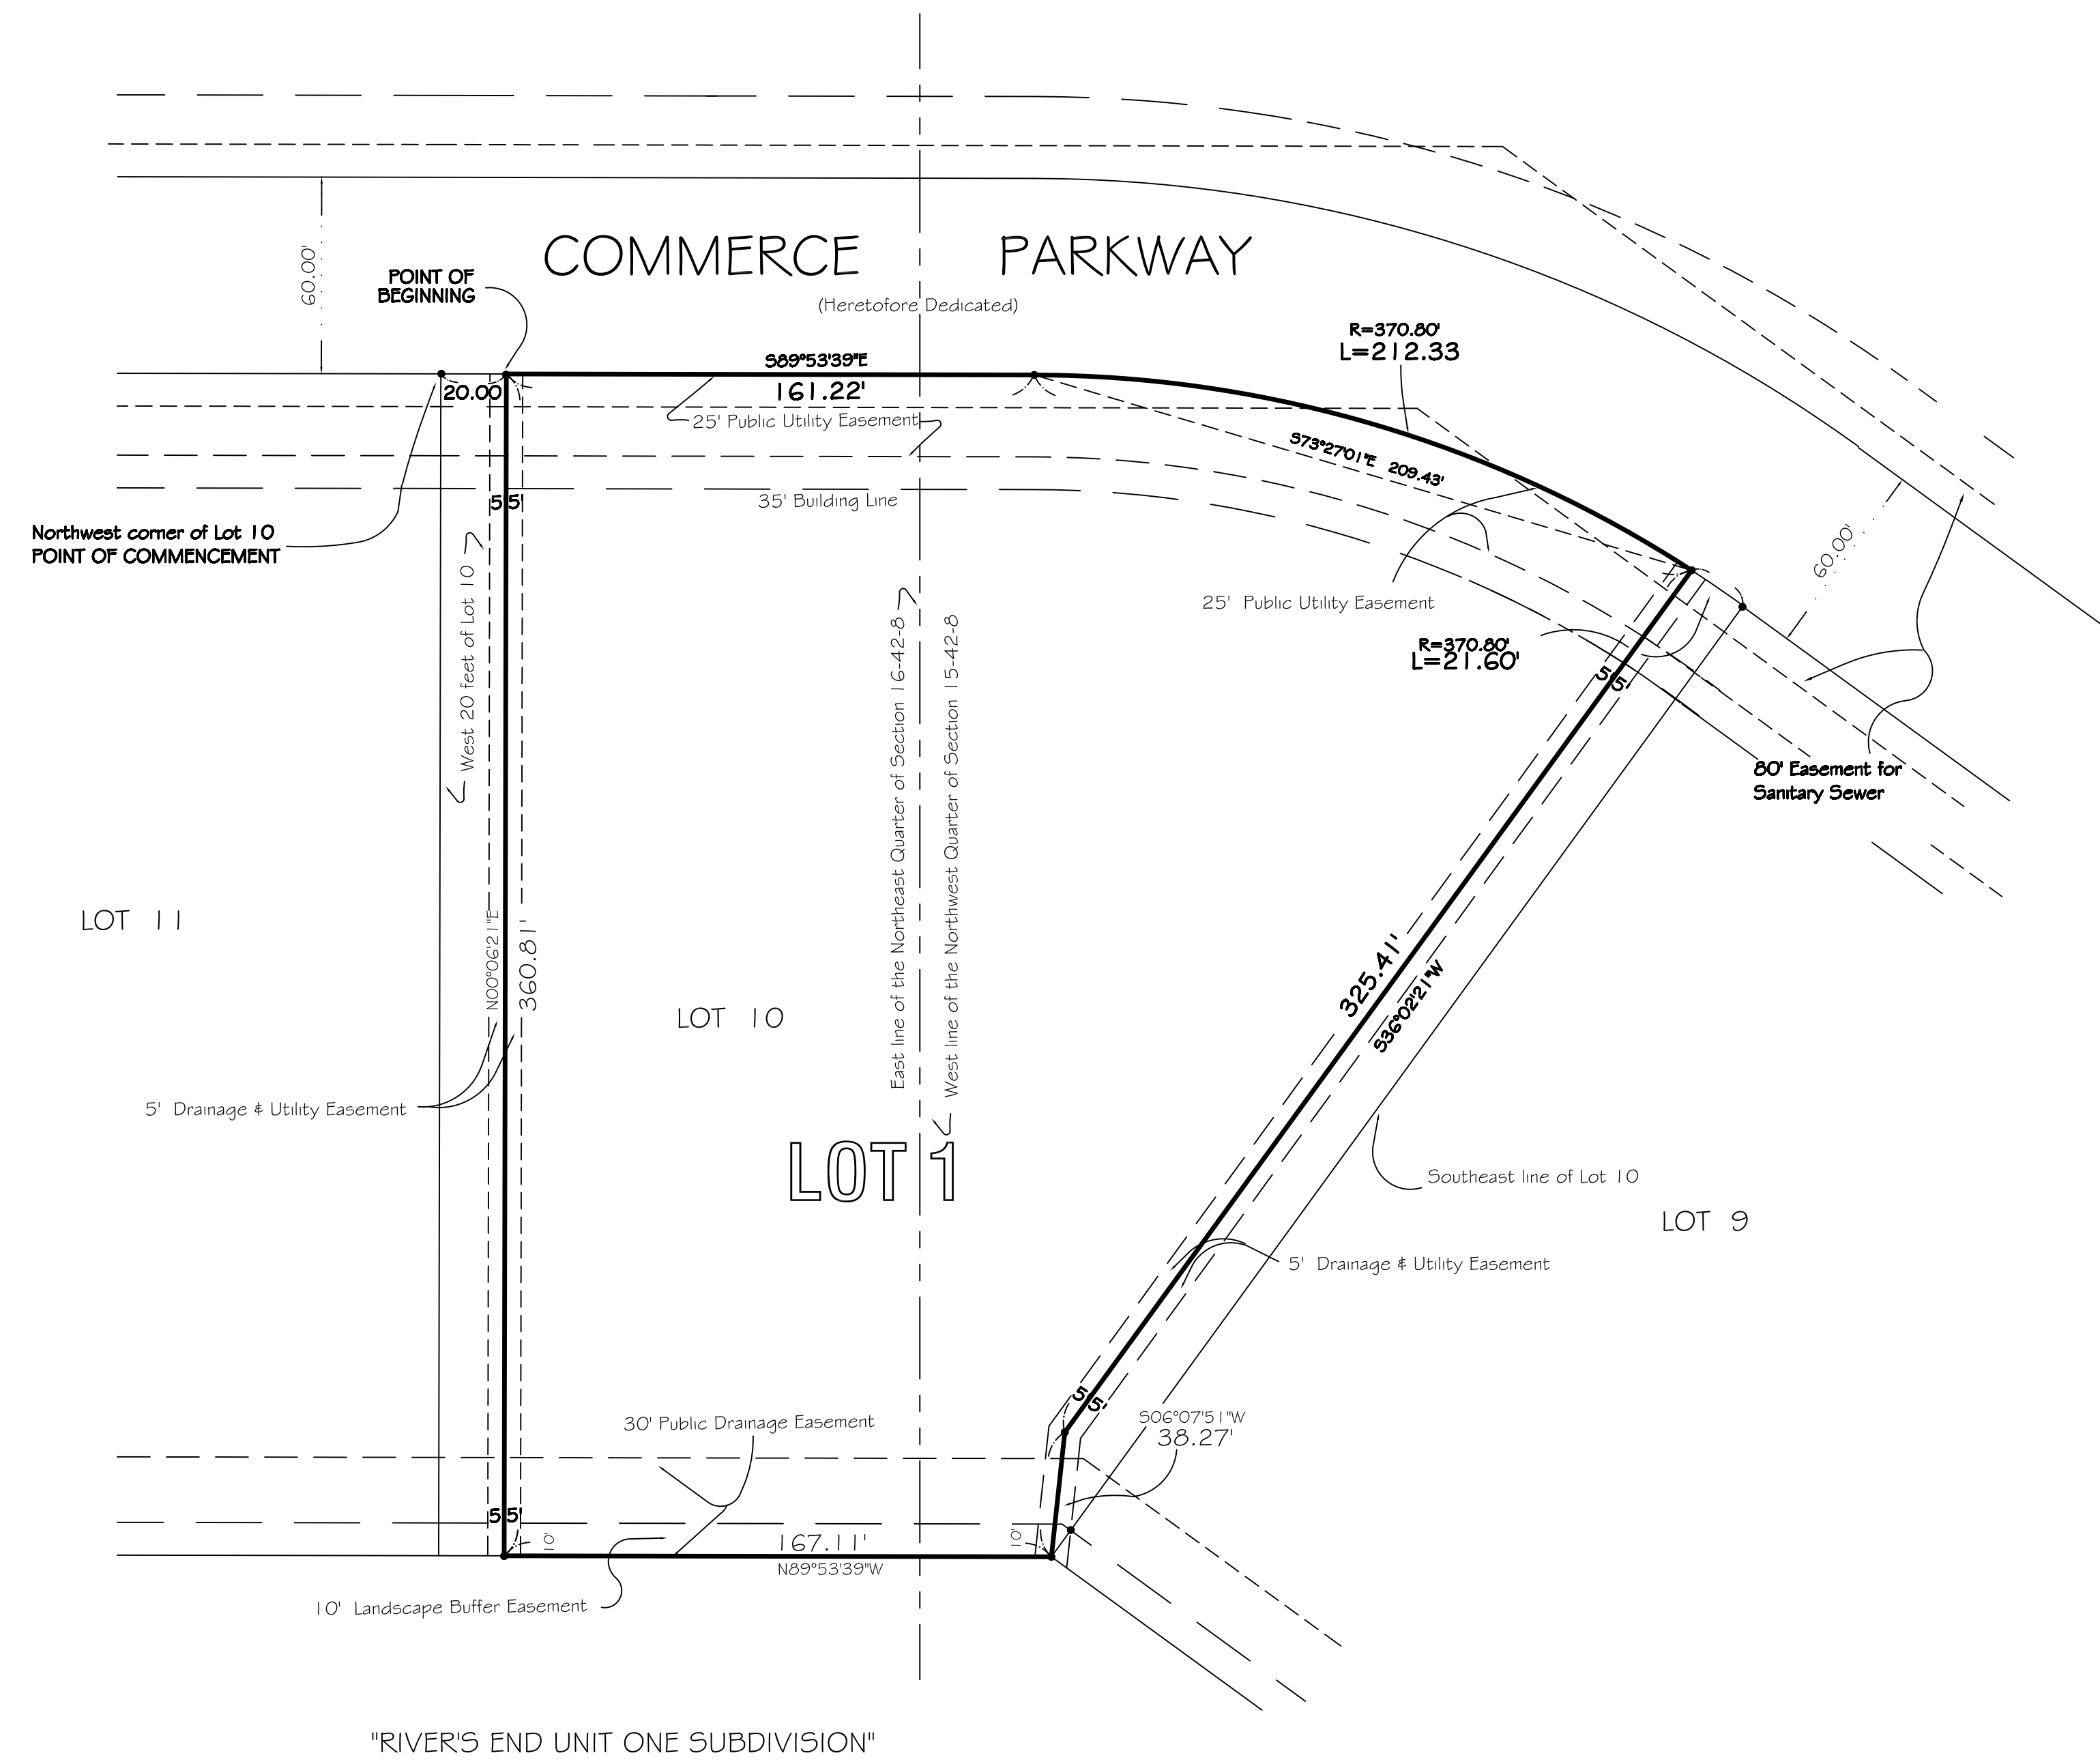 COMMERCE PARKWAY
(Heretofore Dedicated)
60.00'
POINT OF
BEGINNING
R=370.80'
L=212.33
S89°53'39"E
20.00
161.22'
25' Public Utility Easement
S73°27'01"E 209.43'
35' Building Line
5 5'
Northwest corner of Lot 10
POINT OF COMMENCEMENT
60.00'
West 20 feet of Lot 10
25' Public Utility Easement
R=370.80'
L=21.60'
5 5'
East line of the Northeast Quarter of Section 16-42-8
West line of the Northwest Quarter of Section 15-42-8
80' Easement for
Sanitary Sewer
LOT 11
N00°06'21"E
360.81'
LOT 10
325.41'
S36°02'21"W
5' Drainage & Utility Easement
LOT 1
Southeast line of Lot 10
LOT 9
5' Drainage & Utility Easement
5 5'
S06°07'51"W
38.27'
30' Public Drainage Easement
5 5'
10'
167.11'
10'
N89°53'39"W
10' Landscape Buffer Easement
"RIVER'S END UNIT ONE SUBDIVISION"